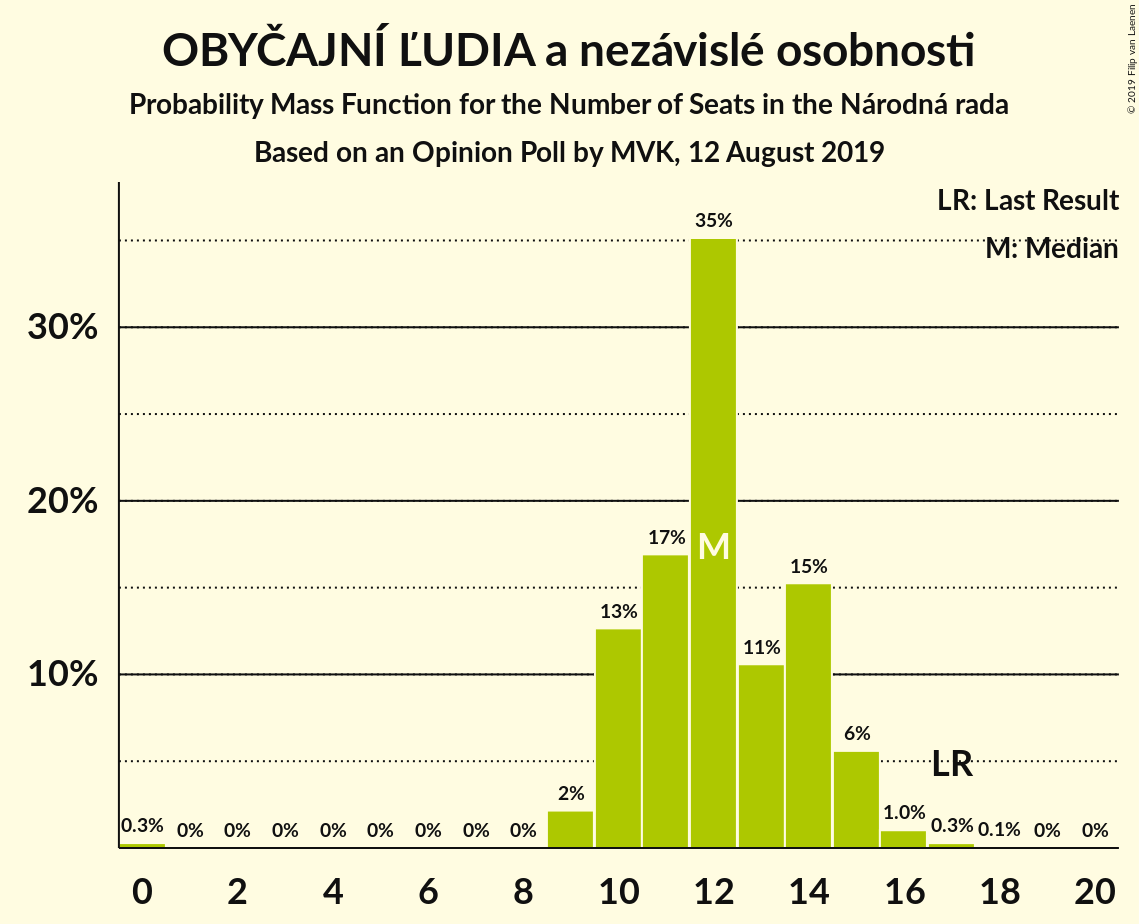 OBYČAJNÍ ĽUDIA a nezávislé osobnosti
Probability Mass Function for the Number of Seats in the Národná rada
Based on an Opinion Poll by MVK, 12 August 2019
© 2019 Filip van Laenen
LR: Last Result
M: Median
35%
30%
20%
17%
M
15%
13%
11%
10%
6%
LR
2%
0.3% 0% 0% 0% 0% 0% 0% 0% 0% 1.0% 0.3% 0.1% 0% 0%
0 2 4 6 8 10 12 14 16 18 20